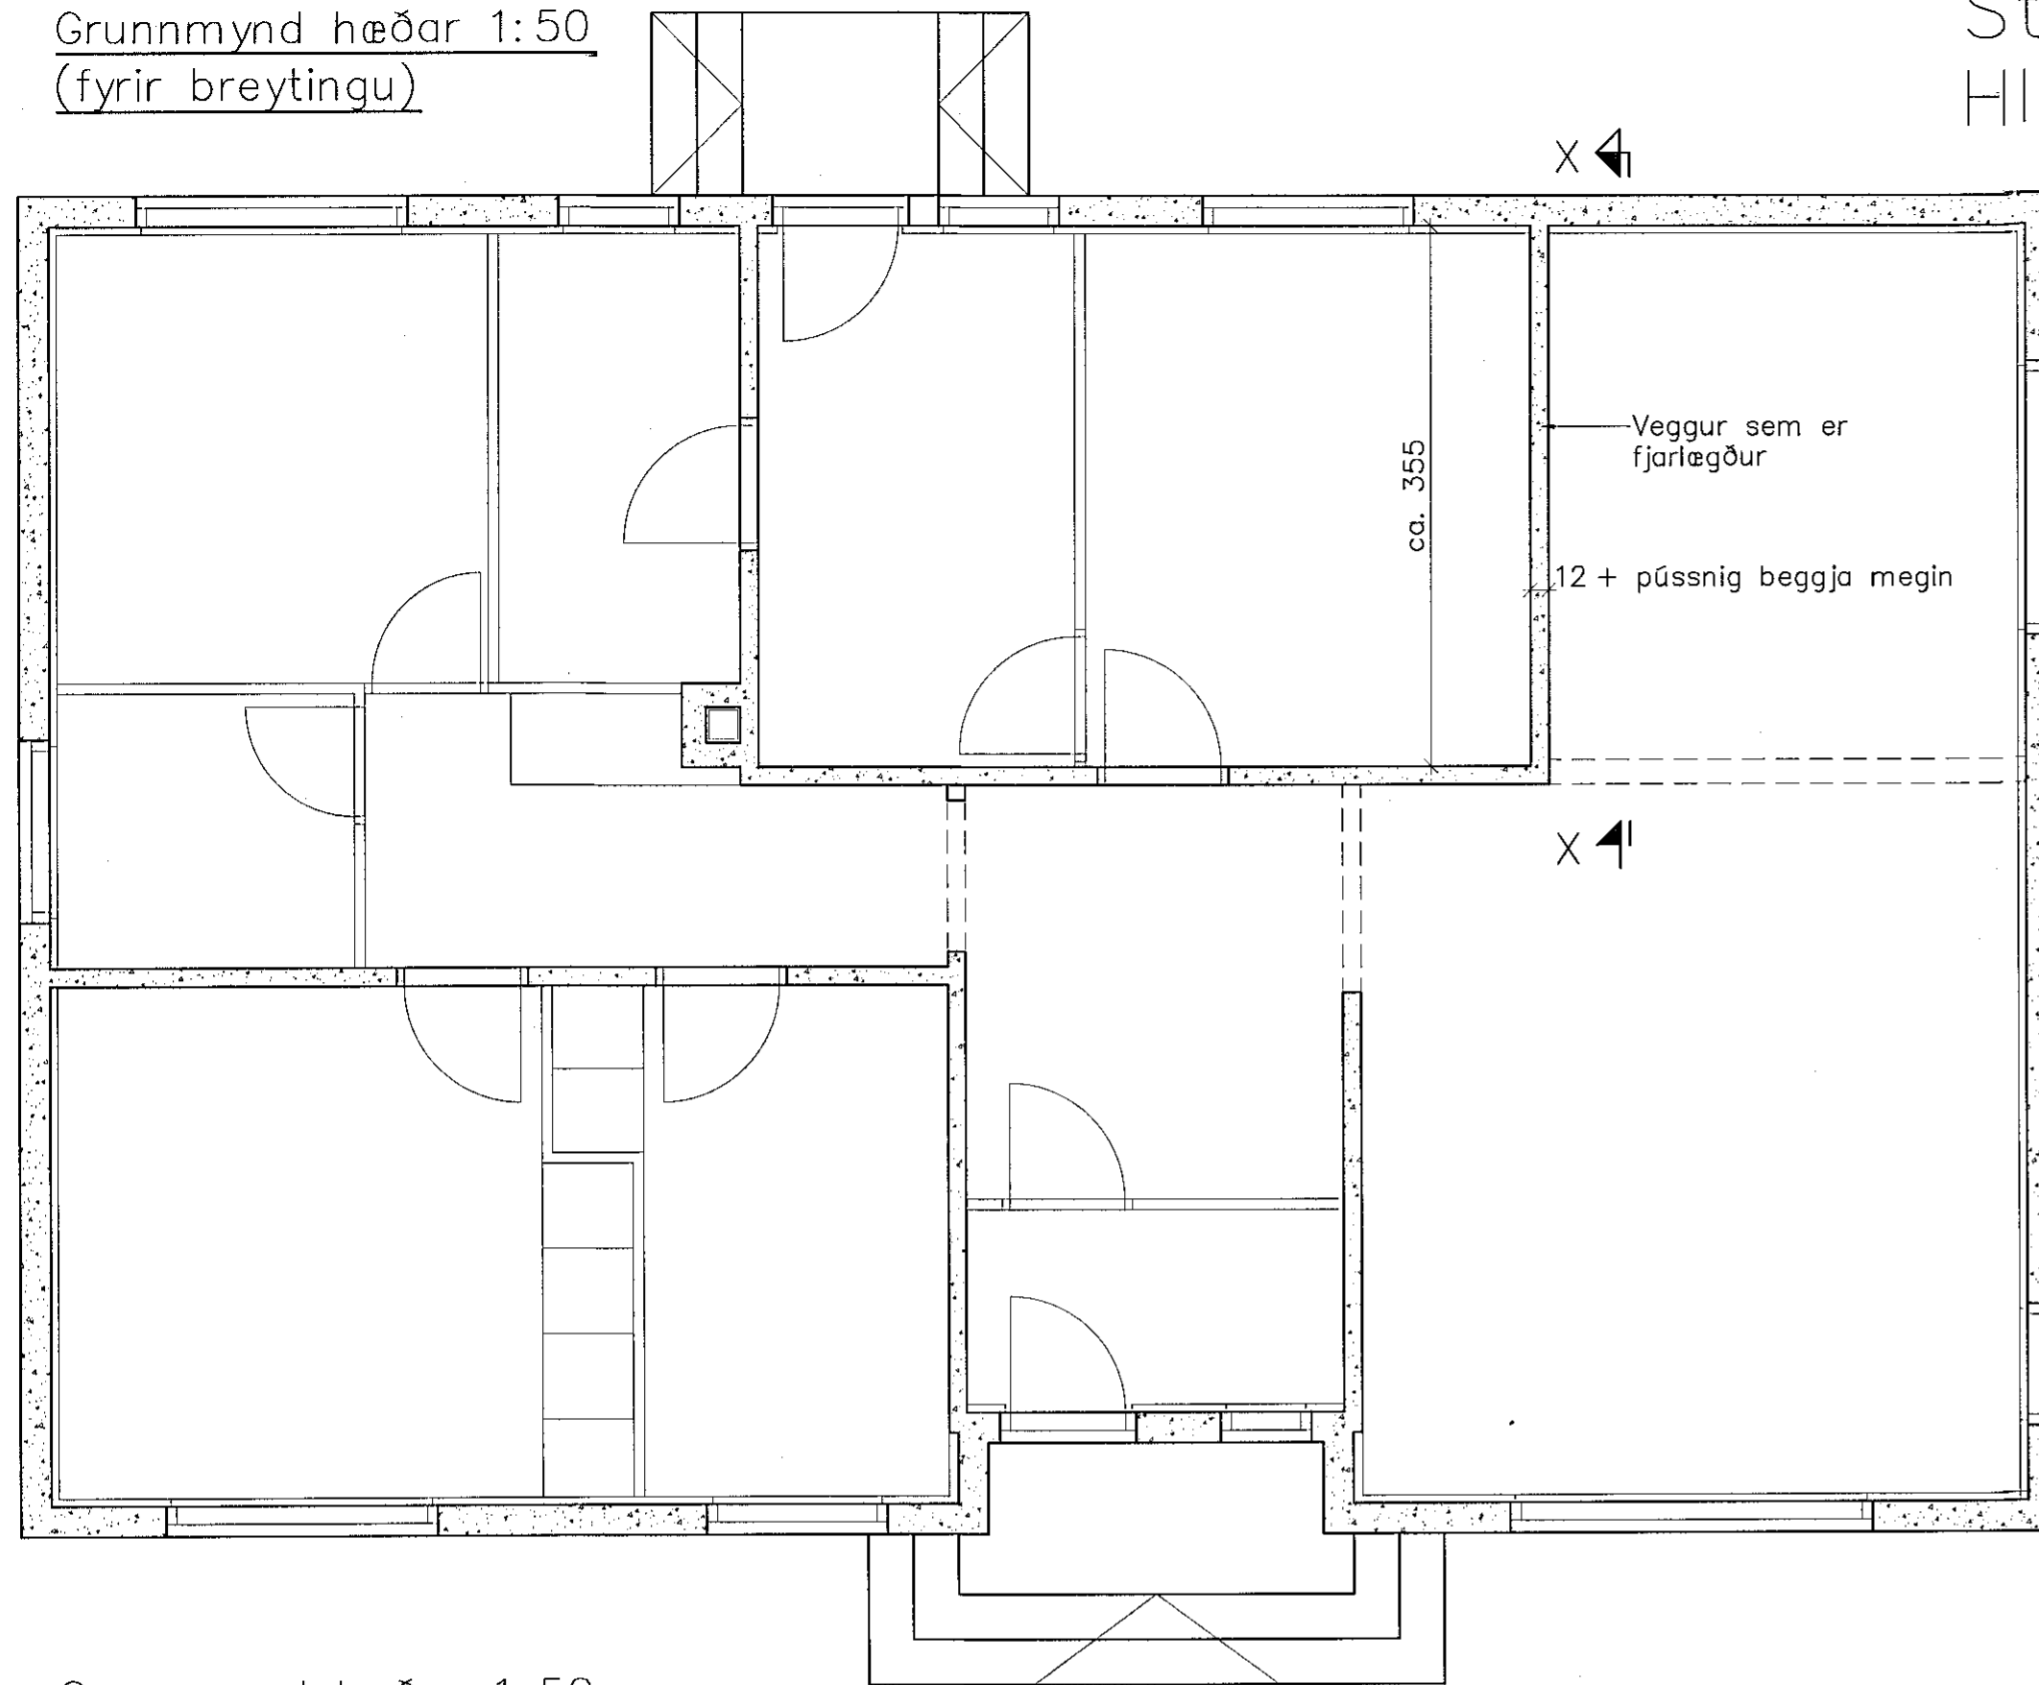 Grunnmynd hæðar 1:50
(fyrir breytingu)
X
Veggur sem er
fjarlægður
ca. 355
12 + pússnig beggja megin
X